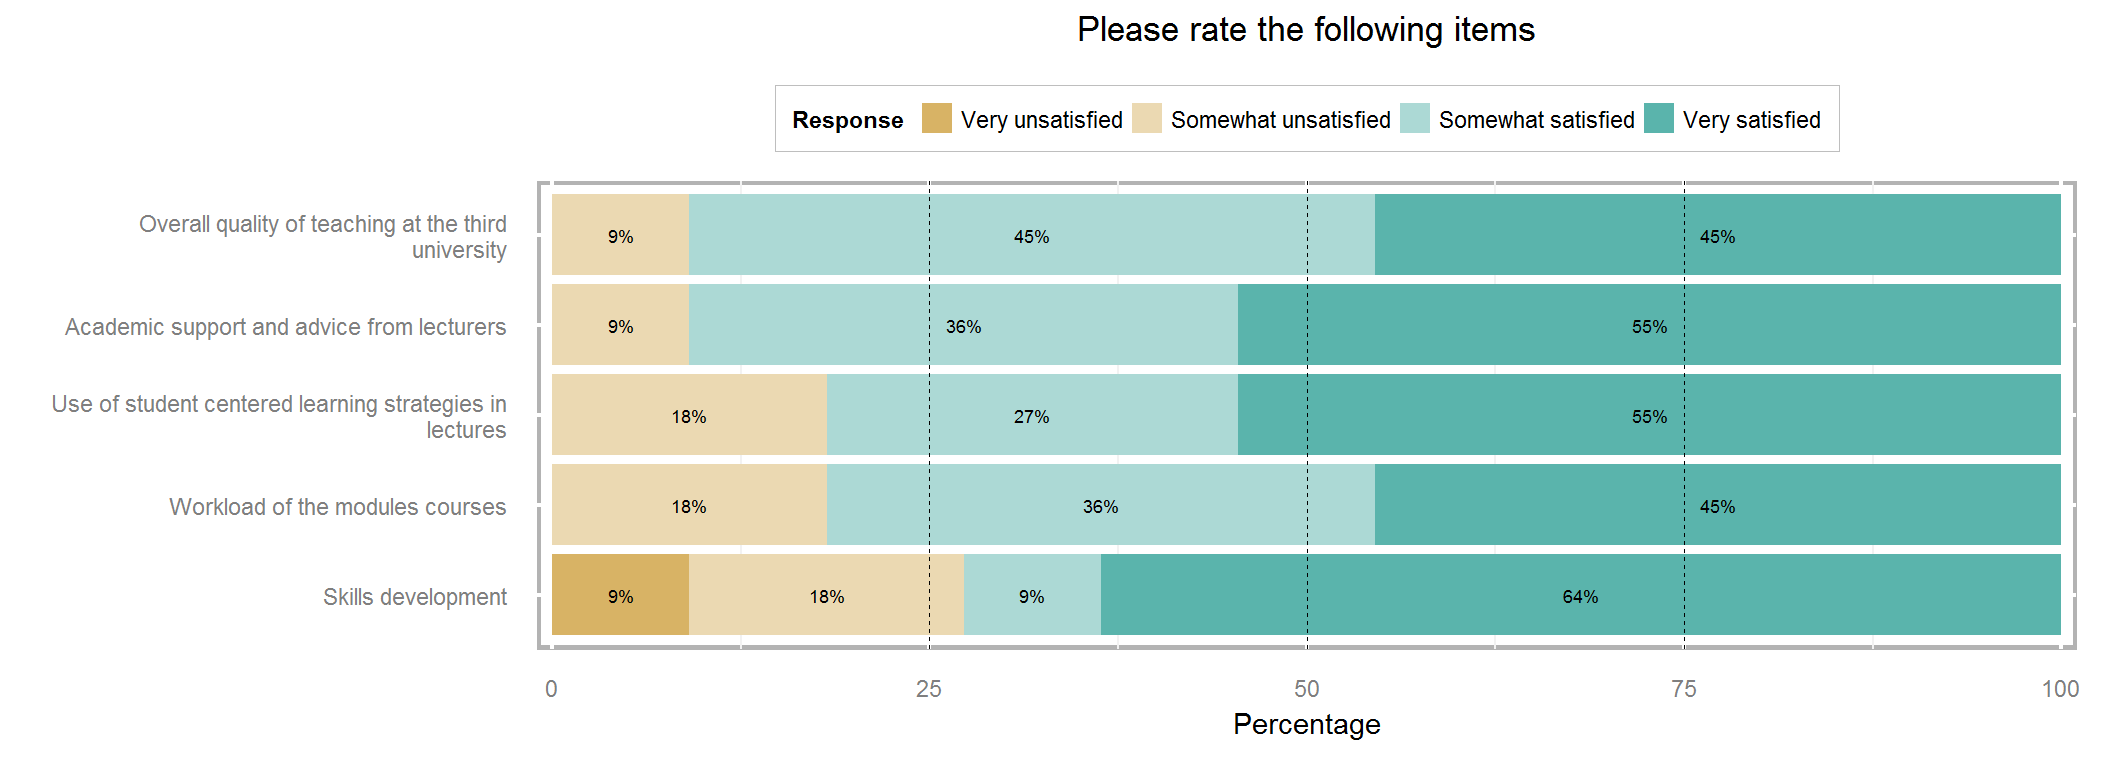 Please rate the following items
Response Very unsatisfied Somewhat unsatisfied Somewhat satisfied Very satisfied
Overall quality of teaching at the third
university
9% 45% 45%
Academic support and advice from lecturers
9% 36% 55%
Use of student centered learning strategies in
lectures
18% 27% 55%
Workload of the modules courses
18% 36% 45%
Skills development
9% 18% 9% 64%
0 25 50 75 100
Percentage